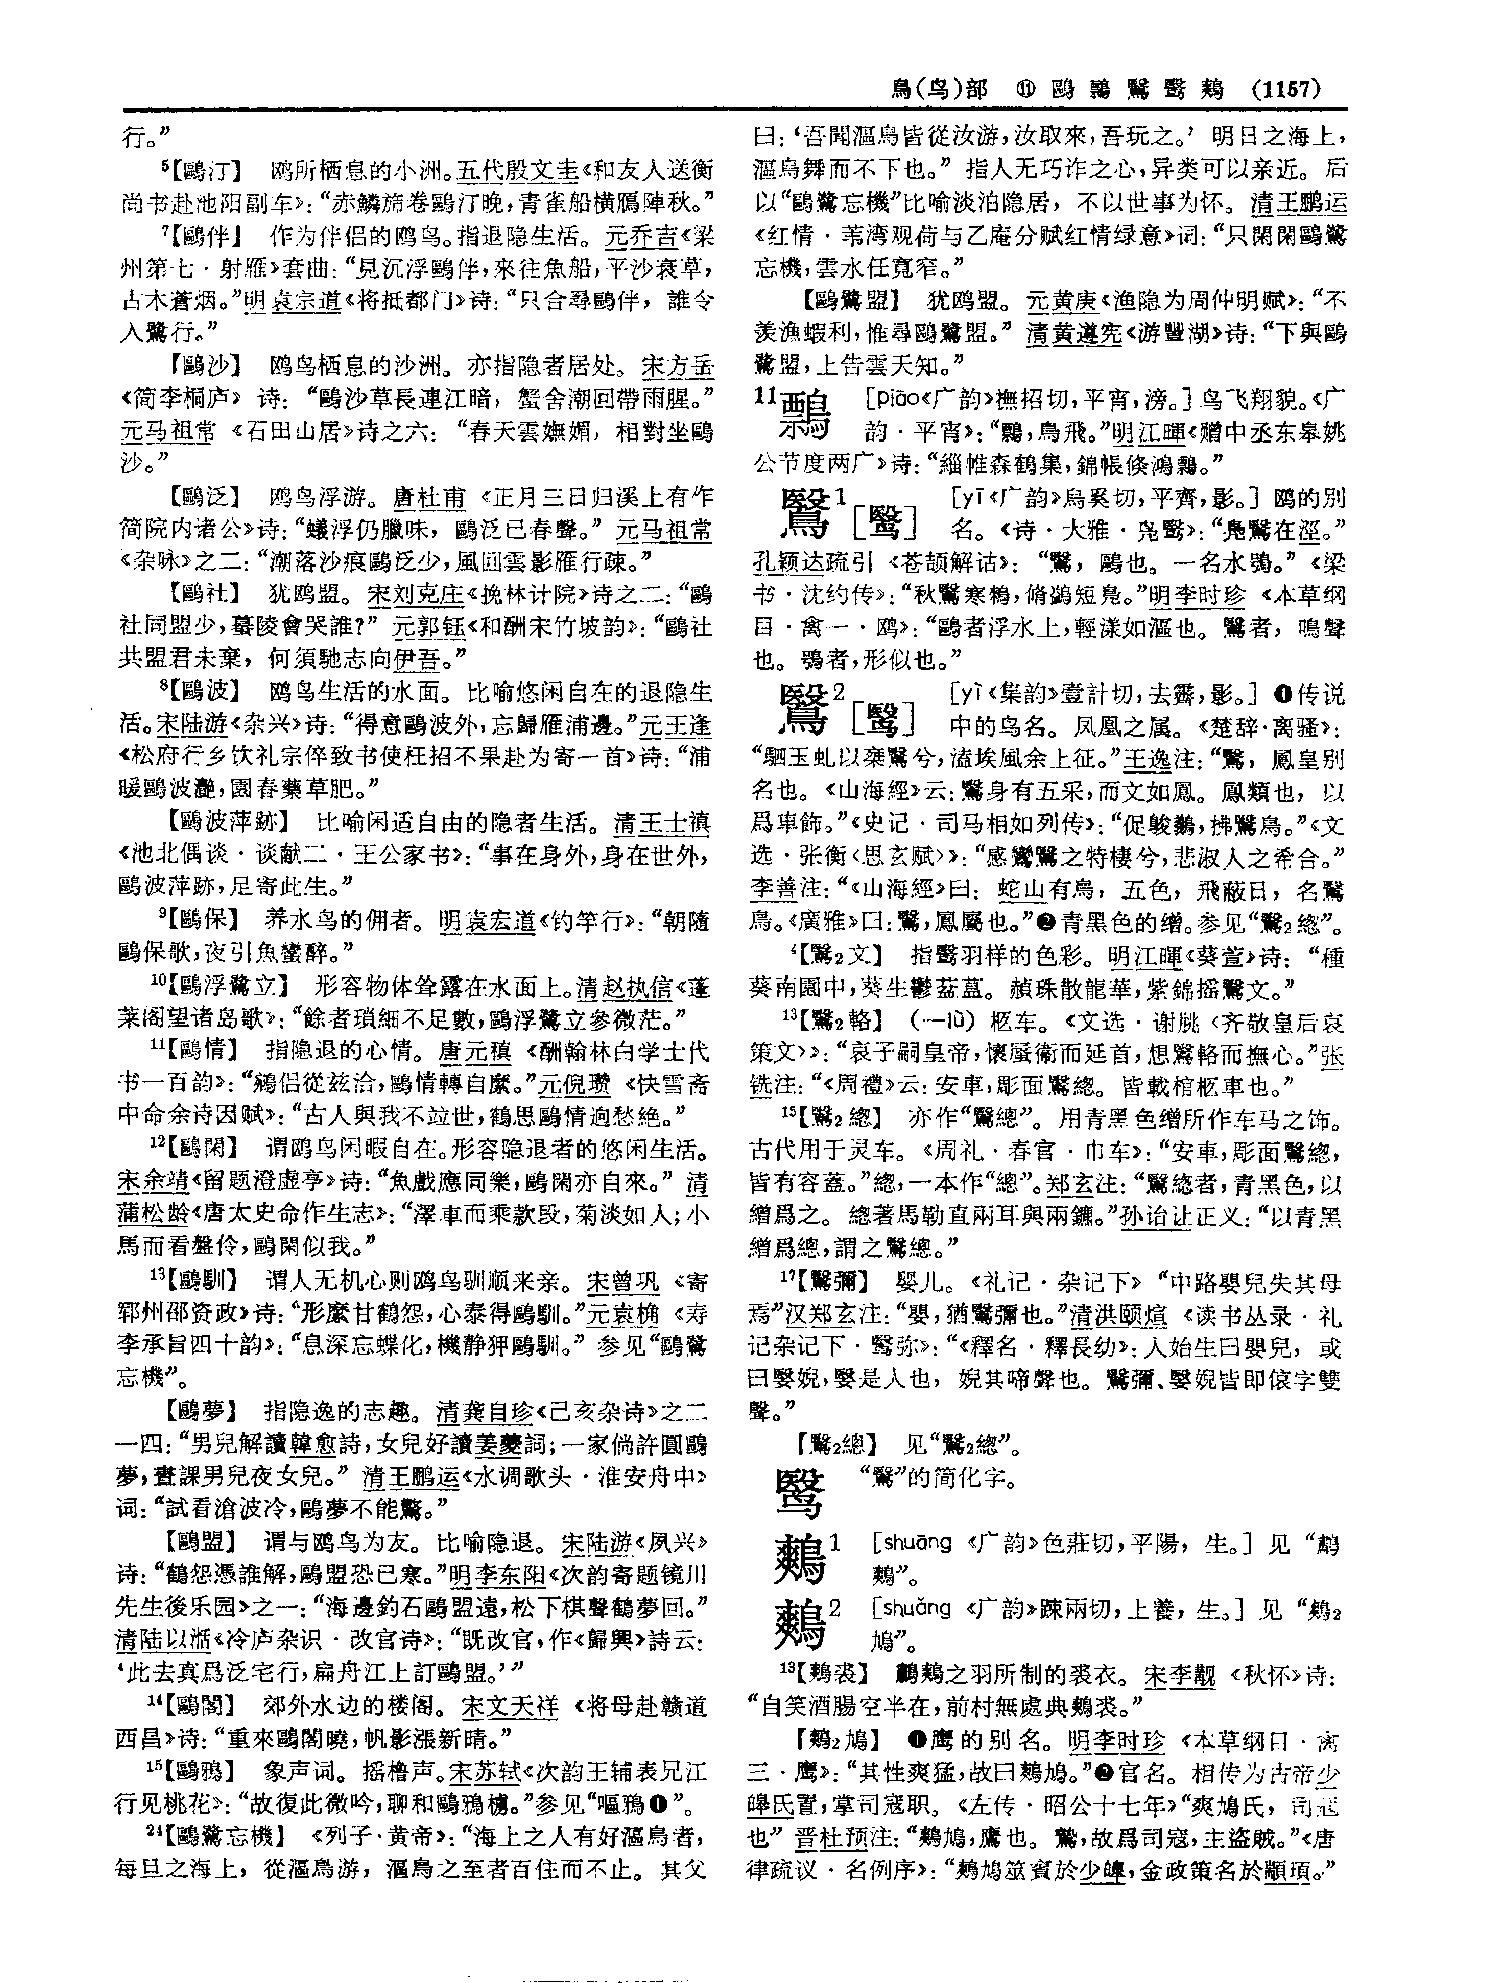 鳥(鸟)部 ⑪ 鷗 鷅 鷖 鹥 鷞 (1157)
行。”
⁵【鷗汀】 鸥所栖息的小洲。五代殷文圭《和友人送衡
尚书赴池阳副车》：“赤鱗旆卷鷗汀晚，青雀船横鴈陣秋。”
⁷【鷗伴】 作为伴侣的鸥鸟。指退隐生活。元乔吉《梁
州第七·射雁》套曲：“見沉浮鷗伴，來往魚船，平沙衰草，
古木蒼烟。”明袁宗道《将抵都门》诗：“只合尋鷗伴，誰令
入鷺行。”
【鷗沙】 鸥鸟栖息的沙洲。亦指隐者居处。宋方岳
《简李桐庐》诗：“鷗沙草長連江暗，蟹舍潮回帶雨腥。”
元马祖常《石田山居》诗之六：“春天雲嫵媚，相對坐鷗
沙。”
【鷗泛】 鸥鸟浮游。唐杜甫《正月三日归溪上有作
简院内诸公》诗：“蟻浮仍臘味，鷗泛已春聲。”元马祖常
《杂咏》之二：“潮落沙痕鷗泛少，風回雲影雁行疎。”
【鷗社】 犹鸥盟。宋刘克庄《挽林计院》诗之二：“鷗
社同盟少，蓦陵會哭誰？”元郭钰《和酬宋竹坡韵》：“鷗社
共盟君未棄，何須馳志向伊吾。”
⁸【鷗波】 鸥鸟生活的水面。比喻悠闲自在的退隐生
活。宋陆游《杂兴》诗：“得意鷗波外，忘歸雁浦邊。”元王逢
《松府行乡饮礼宗倅致书使枉招不果赴为寄一首》诗：“浦
暖鷗波灔，園春藥草肥。”
【鷗波萍跡】 比喻闲适自由的隐者生活。清王士禛
《池北偶谈·谈献二·王公家书》：“事在身外，身在世外，
鷗波萍跡，足寄此生。”
⁹【鷗保】 养水鸟的佣者。明袁宏道《钓竿行》：“朝隨
鷗保歌，夜引魚蠻醉。”
¹⁰【鷗浮鷺立】 形容物体耸露在水面上。清赵执信《蓬
莱阁望诸岛歌》：“餘者瑣細不足數，鷗浮鷺立參微茫。”
¹¹【鷗情】 指隐退的心情。唐元稹《酬翰林白学士代
书一百韵》：“鵷侣從兹洽，鷗情轉自縻。”元倪瓒《快雪斋
中命余诗因赋》：“古人與我不竝世，鶴思鷗情迥愁絶。”
¹²【鷗閑】 谓鸥鸟闲暇自在。形容隐退者的悠闲生活。
宋余靖《留题澄虚亭》诗：“魚戲應同樂，鷗閑亦自來。”清
蒲松龄《唐太史命作生志》：“澤車而乘款段，菊淡如人；小
馬而看盤伶，鷗閑似我。”
¹³【鷗馴】 谓人无机心则鸥鸟驯顺来亲。宋曾巩《寄
郓州邵资政》诗：“形縻甘鶴怨，心泰得鷗馴。”元袁桷《寿
李承旨四十韵》：“息深忘蝶化，機静狎鷗馴。”参见“鷗鷺
忘機”。
【鷗夢】 指隐逸的志趣。清龚自珍《己亥杂诗》之二
一四：“男兒解讀韓愈詩，女兒好讀姜夔詞；一家倘許圓鷗
夢，晝課男兒夜女兒。”清王鹏运《水调歌头·淮安舟中》
词：“試看滄波冷，鷗夢不能驚。”
【鷗盟】 谓与鸥鸟为友。比喻隐退。宋陆游《夙兴》
诗：“鶴怨憑誰解，鷗盟恐已寒。”明李东阳《次韵寄题镜川
先生後乐园》之一：“海邊釣石鷗盟遠，松下棋聲鶴夢回。”
清陆以湉《冷庐杂识·改官诗》：“既改官，作《歸興》詩云：
‘此去真爲泛宅行，扁舟江上訂鷗盟。’”
¹⁴【鷗閣】 郊外水边的楼阁。宋文天祥《将母赴赣道
西昌》诗：“重來鷗閣曉，帆影漲新晴。”
¹⁵【鷗鴉】 象声词。摇橹声。宋苏轼《次韵王辅表兄江
行见桃花》：“故復此微吟，聊和鷗鴉櫓。”参见“嘔鴉❶”。
²⁴【鷗鷺忘機】 《列子·黄帝》：“海上之人有好漚鳥者，
每旦之海上，從漚鳥游，漚鳥之至者百住而不止。其父
曰：‘吾聞漚鳥皆從汝游，汝取來，吾玩之。’明日之海上，
漚鳥舞而不下也。”指人无巧诈之心，异类可以亲近。后
以“鷗鷺忘機”比喻淡泊隐居，不以世事为怀。清王鹏运
《红情·苇湾观荷与乙庵分赋红情绿意》词：“只閑閑鷗鷺
忘機，雲水任寬窄。”
【鷗鷺盟】 犹鸥盟。元黄庚《渔隐为周仲明赋》：“不
羨漁蝦利，惟尋鷗鷺盟。”清黄遵宪《游豐湖》诗：“下與鷗
鷺盟，上告雲天知。”
11 [piāo《广韵》撫招切，平宵，滂。]鸟飞翔貌。《广
韵·平宵》：“，鳥飛。”明江暉《赠中丞东皋姚
公节度两广》诗：“緇帷森鶴集，錦帳倏鴻。”
鷖1[鹥] [yī《广韵》烏奚切，平齊，影。]鸥的别
名。《诗·大雅·凫鹥》：“鳧鷖在涇。”
孔颖达疏引《苍颉解诂》：“鷖，鷗也。一名水鴞。”《梁
书·沈约传》：“秋鷖寒鶴，脩鷁短鳧。”明李时珍《本草纲
目·禽一·鸥》：“鷗者浮水上，輕漾如漚也。鷖者，鳴聲
也。鴞者，形似也。”
鷖2[鹥] [yì《集韵》壹計切，去霽，影。]❶传说
中的鸟名。凤凰之属。《楚辞·离骚》：
“駟玉虬以桀鷖兮，溘埃風余上征。”王逸注：“鷖，鳳皇别
名也。《山海經》云：鷖身有五采，而文如鳳。鳳類也，以
爲車飾。”《史记·司马相如列传》：“促鵔鸃，拂鷖鳥。”《文
选·张衡〈思玄赋〉》：“感鸞鷖之特棲兮，悲淑人之希合。”
李善注：“《山海經》曰：蛇山有鳥，五色，飛蔽日，名鷖
鳥。《廣雅》曰：鷖，鳳屬也。”❷青黑色的缯。参见“鷖₂緫”。
⁴【鷖₂文】 指鹥羽样的色彩。明江暉《葵萱》诗：“種
葵南園中，葵生鬱菭葍。赬珠散龍華，紫錦摇鷖文。”
¹³【鷖₂輅】 (—lù) 柩车。《文选·谢朓〈齐敬皇后哀
策文〉》：“哀子嗣皇帝，懷蜃衛而延首，想鷖輅而撫心。”张
铣注：“《周禮》云：安車，彫面鷖總。皆載棺柩車也。”
¹⁵【鷖₂緫】 亦作“鷖總”。用青黑色缯所作车马之饰。
古代用于灵车。《周礼·春官·巾车》：“安車，彫面鷖緫，
皆有容蓋。”緫，一本作“總”。郑玄注：“鷖緫者，青黑色，以
繒爲之。緫著馬勒直兩耳與兩鑣。”孙诒让正义：“以青黑
繒爲總，謂之鷖總。”
¹⁷【鷖彌】 婴儿。《礼记·杂记下》“中路嬰兒失其母
焉”汉郑玄注：“嬰，猶鷖彌也。”清洪颐煊《读书丛录·礼
记杂记下·鹥弥》：“《釋名·釋長幼》：人始生曰嬰兒，或
曰嫛婗，嫛是人也，婗其啼聲也。鷖彌、嫛婗皆即偯字雙
聲。”
【鷖₂總】 见“鷖₂緫”。
鹥 “鷖”的简化字。
鷞1 [shuāng《广韵》色莊切，平陽，生。]见“鷫
鷞”。
鷞2 [shuǎng《广韵》踈兩切，上養，生。]见“鷞₂
鳩”。
¹³【鷞裘】 鷫鷞之羽所制的裘衣。宋李觏《秋怀》诗：
“自笑酒腸空半在，前村無處典鷞裘。”
【鷞₂鳩】 ❶鹰的别名。明李时珍《本草纲目·禽
三·鹰》：“其性爽猛，故曰鷞鳩。”❷官名。相传为古帝少
皞氏置，掌司寇职。《左传·昭公十七年》“爽鳩氏，司寇
也”晋杜预注：“鷞鳩，鷹也。鷙，故爲司寇，主盗賊。”《唐
律疏议·名例序》：“鷞鳩筮賓於少皞，金政策名於顓頊。”